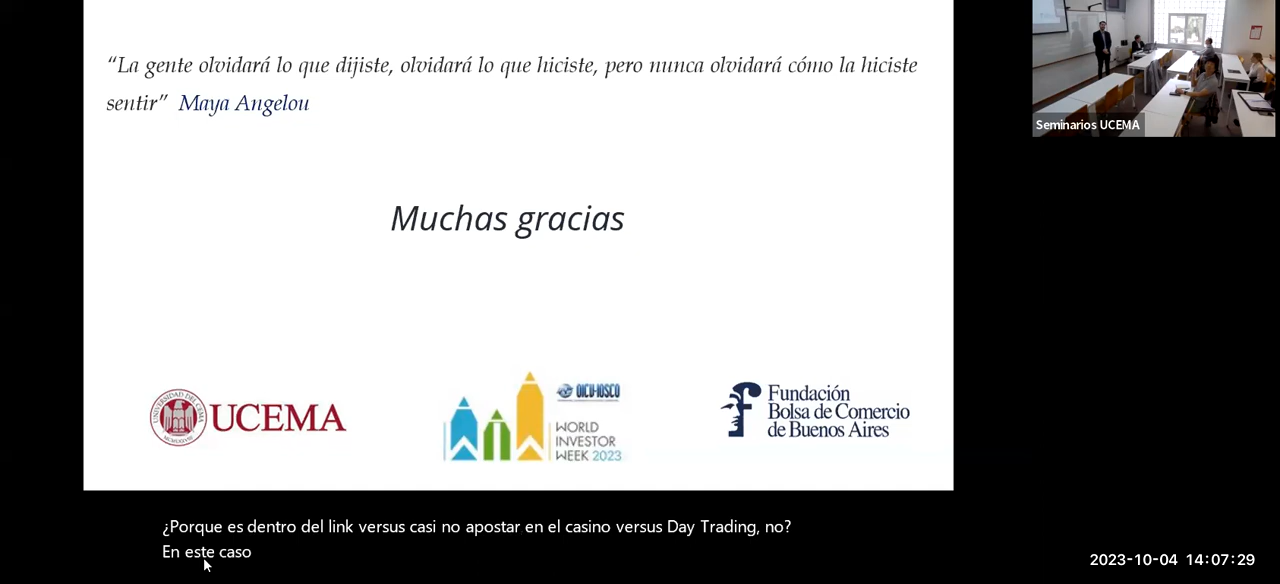 “La gente olvidará lo que dijiste, olvidará lo que hiciste, pero nunca olvidará cómo la hiciste
sentir” Maya Angelou
Muchas gracias
UNIVERSIDAD DEL CEMA
UCEMA
OICU-IOSCO
WORLD
INVESTOR
WEEK 2023
Fundación
Bolsa de Comercio
de Buenos Aires
Seminarios UCEMA
¿Porque es dentro del link versus casi no apostar en el casino versus Day Trading, no?
En este caso
2023-10-04 14:07:29